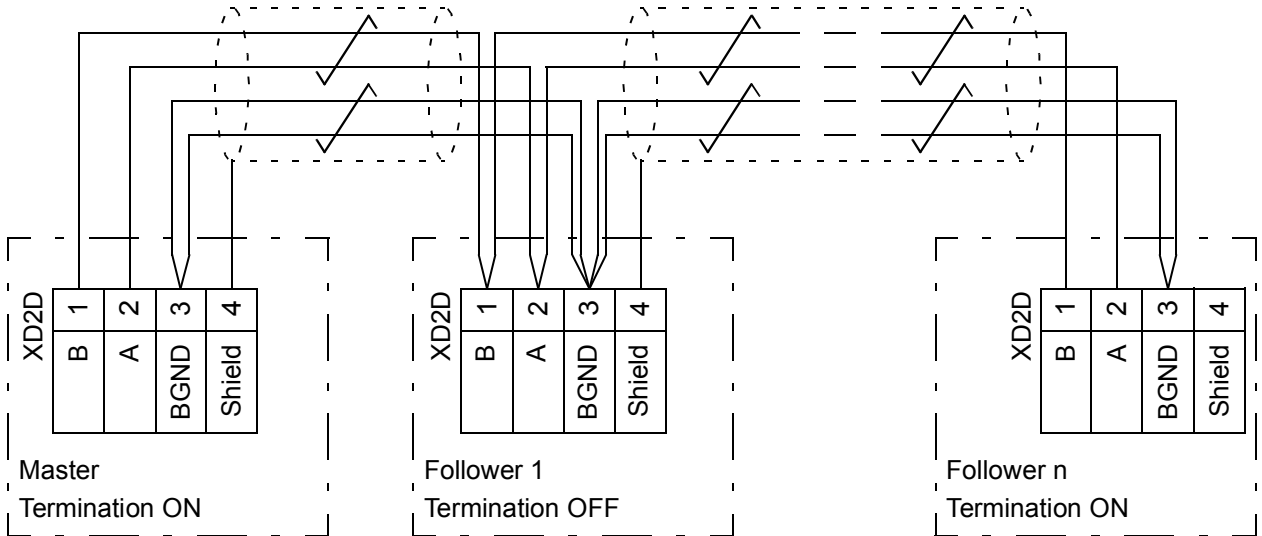 XD2D
1 2 3 4
B A BGND Shield
Master
Termination ON
XD2D
1 2 3 4
B A BGND Shield
Follower 1
Termination OFF
XD2D
1 2 3 4
B A BGND Shield
Follower n
Termination ON